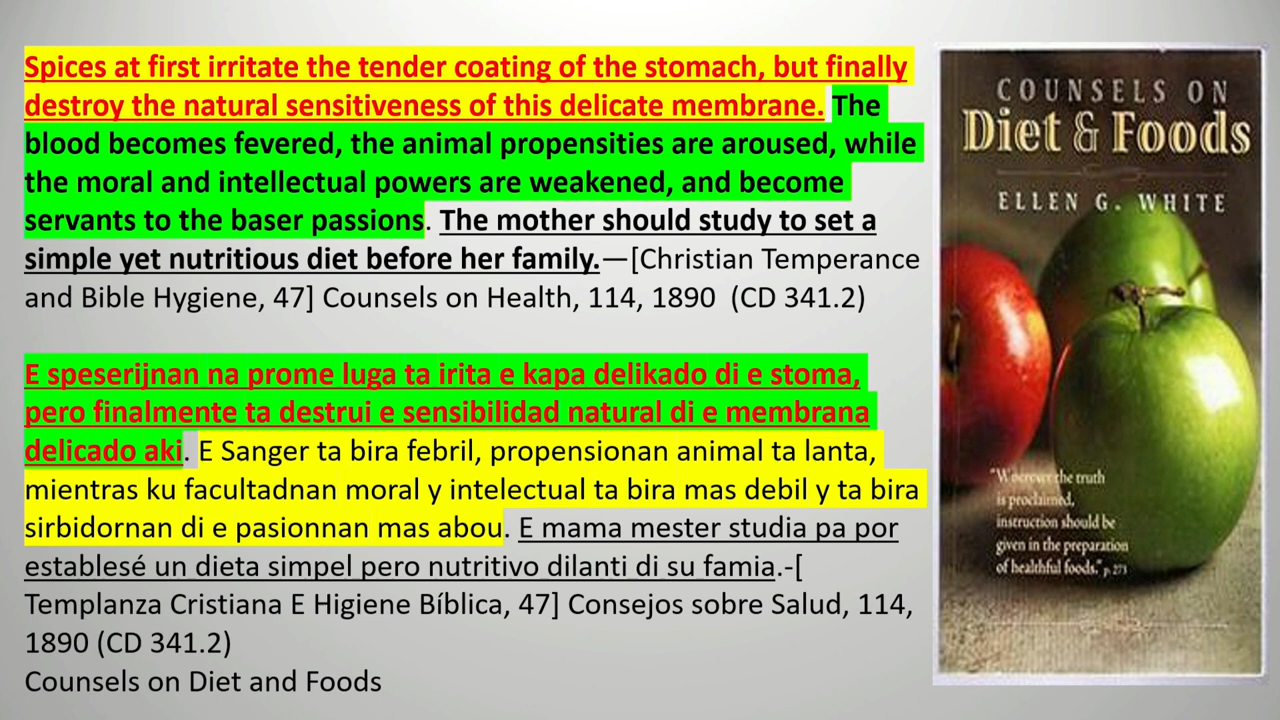 Spices at first irritate the tender coating of the stomach, but finally
destroy the natural sensitiveness of this delicate membrane. The
blood becomes fevered, the animal propensities are aroused, while
the moral and intellectual powers are weakened, and become
servants to the baser passions. The mother should study to set a
simple yet nutritious diet before her family.—[Christian Temperance
and Bible Hygiene, 47] Counsels on Health, 114, 1890 (CD 341.2)
E speserijnan na prome luga ta irita e kapa delikado di e stoma,
pero finalmente ta destrui e sensibilidad natural di e membrana
delicado aki. E Sanger ta bira febril, propensionan animal ta lanta,
mientras ku facultadnan moral y intelectual ta bira mas debil y ta bira
sirbidornan di e pasionnan mas abou. E mama mester studia pa por
establesé un dieta simpel pero nutritivo dilanti di su famia.-[
Templanza Cristiana E Higiene Bíblica, 47] Consejos sobre Salud, 114,
1890 (CD 341.2)
Counsels on Diet and Foods
COUNSELS ON
Diet & Foods
ELLEN G. WHITE
"Wherever the truth
is proclaimed,
instruction should be
given in the preparation
of healthful foods." p. 273